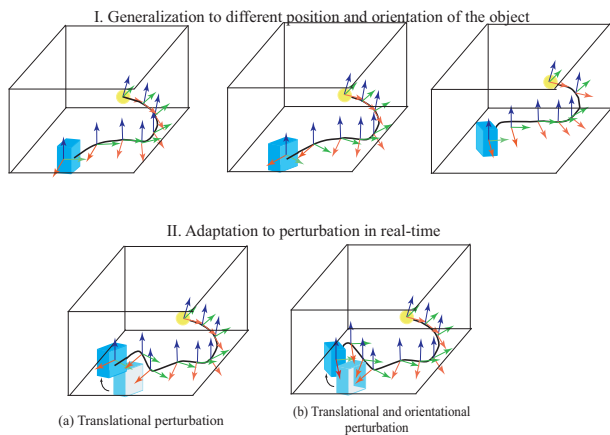 I. Generalization to different position and orientation of the object
II. Adaptation to perturbation in real-time
(a) Translational perturbation
(b) Translational and orientational
perturbation